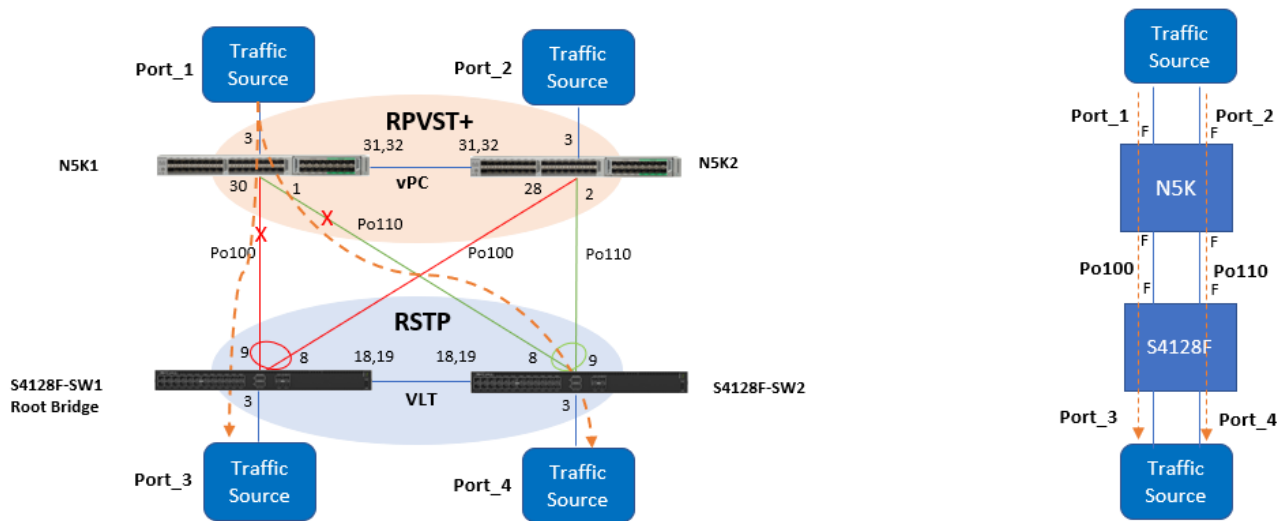 Traffic
Source
Port_1
Traffic
Source
Port_2
RPVST+
3
31,32
31,32
3
N5K1
N5K2
vPC
30
1
28
2
X
X
Po110
Po100
Po100
Po110
RSTP
9
8
18,19
18,19
8
9
S4128F-SW1
Root Bridge
S4128F-SW2
VLT
3
3
Port_3
Traffic
Source
Port_4
Traffic
Source
Traffic
Source
Port_1
Port_2
F
F
N5K
F
F
Po100
Po110
F
F
S4128F
Port_3
Port_4
Traffic
Source